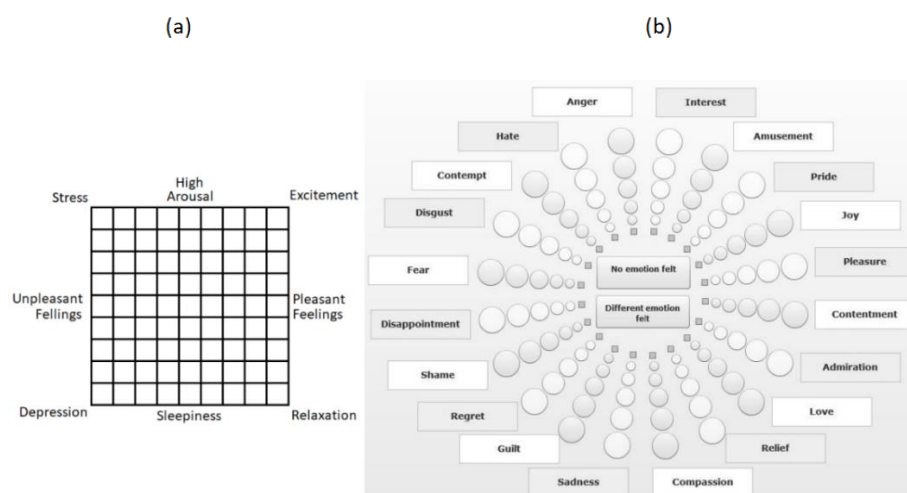 (a)
(b)
Stress
High
Arousal
Excitement
Unpleasant
Fellings
Pleasant
Feelings
Depression
Sleepiness
Relaxation
Anger
Interest
Hate
Amusement
Contempt
Pride
Disgust
Joy
Fear
No emotion felt
Pleasure
Disappointment
Different emotion
felt
Contentment
Shame
Admiration
Regret
Love
Guilt
Relief
Sadness
Compassion